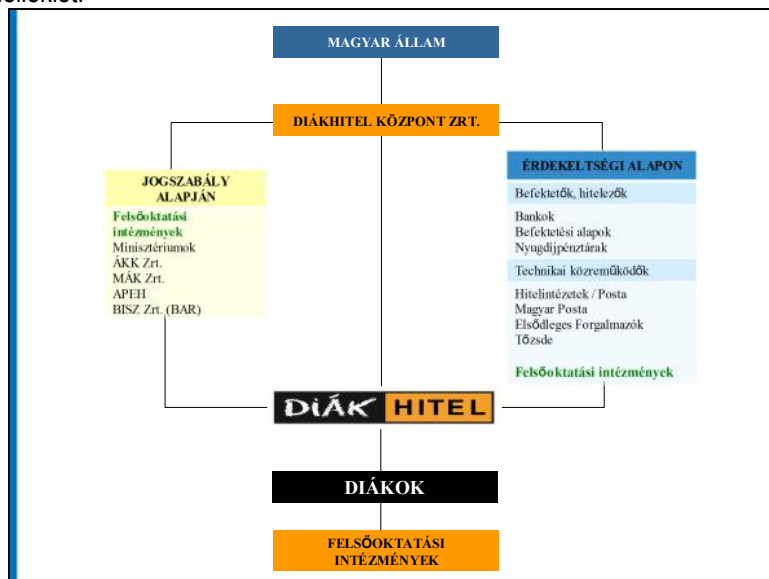 MAGYAR ÁLLAM
DIÁKHITEL KÖZPONT ZRT.
JOGSZABÁLY
ALAPJÁN
Felsőoktatási
intézmények
Minisztériumok
ÁKK Zrt.
MÁK Zrt.
APEH
BISZ Zrt. (BAR)
ÉRDEKELTSÉGI ALAPON
Befektetők, hitelezők
Bankok
Befektetési alapok
Nyugdíjpénztárak
Technikai közreműködők
Hitelintézetek / Posta
Magyar Posta
Elsődleges Forgalmazók
Tőzsde
Felsőoktatási intézmények
DiÁK HITEL
DIÁKOK
FELSŐOKTATÁSI
INTÉZMÉNYEK